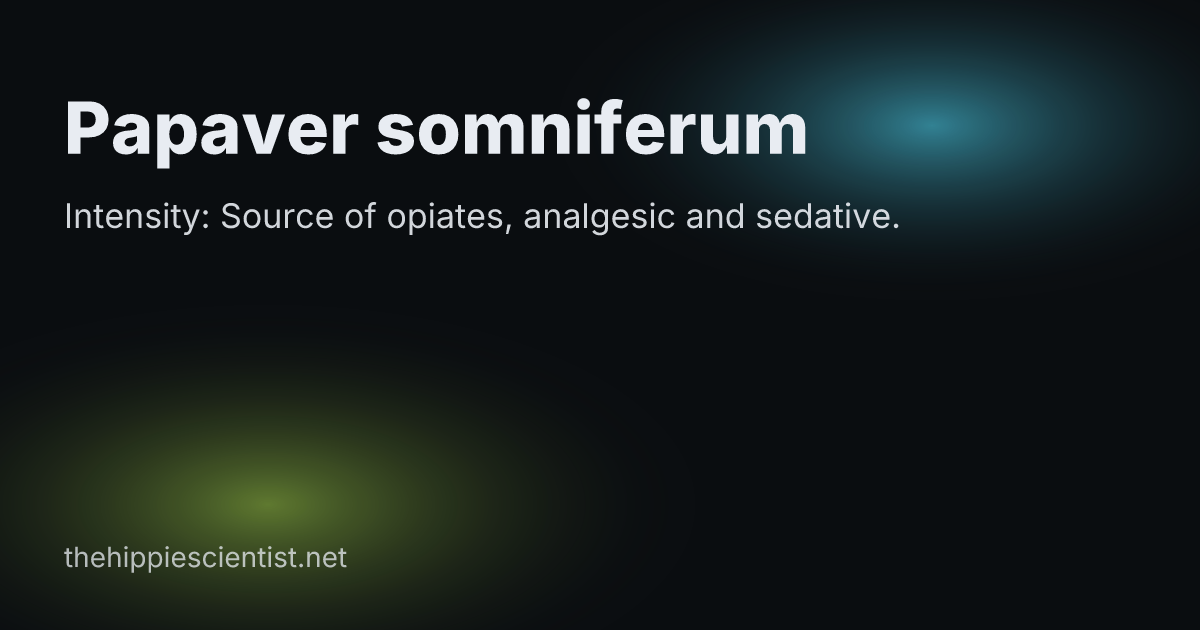 Papaver somniferum
Intensity: Source of opiates, analgesic and sedative.
thehippiescientist.net